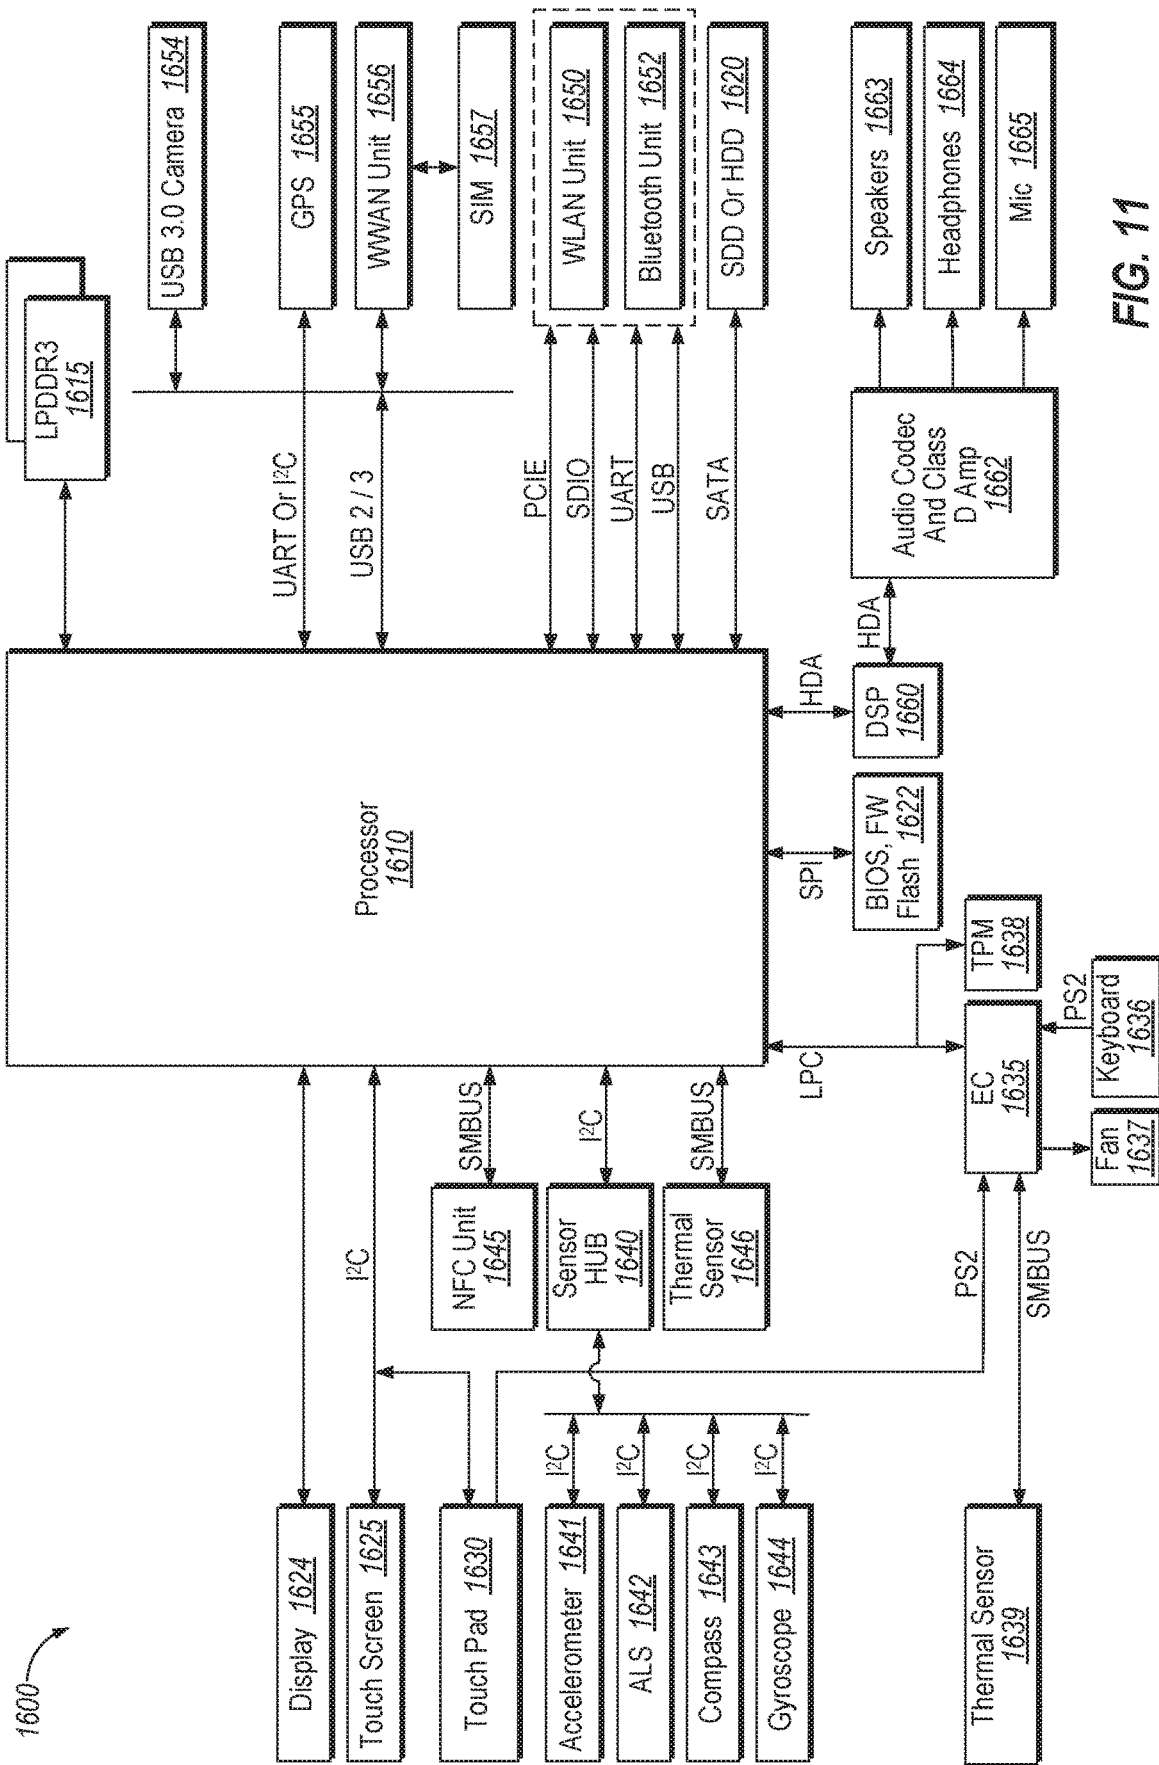 1600
LPDDR3
1615
USB 3.0 Camera 1654
GPS 1655
WWAN Unit 1656
SIM 1657
WLAN Unit 1650
Bluetooth Unit 1652
SDD Or HDD 1620
UART Or I²C
USB 2 / 3
PCIE
SDIO
UART
USB
SATA
Processor
1610
Display 1624
Touch Screen 1625
I²C
Touch Pad 1630
NFC Unit
1645
SMBUS
Sensor
HUB
1640
I²C
Thermal
Sensor
1646
SMBUS
Accelerometer 1641
I²C
ALS 1642
I²C
Compass 1643
I²C
Gyroscope 1644
I²C
LPC
SPI
HDA
BIOS, FW
Flash 1622
DSP
1660
HDA
Audio Codec
And Class
D Amp
1662
Speakers 1663
Headphones 1664
Mic 1665
TPM
1638
EC
1635
PS2
SMBUS
Thermal Sensor
1639
Fan
1637
PS2
Keyboard
1636
FIG. 11